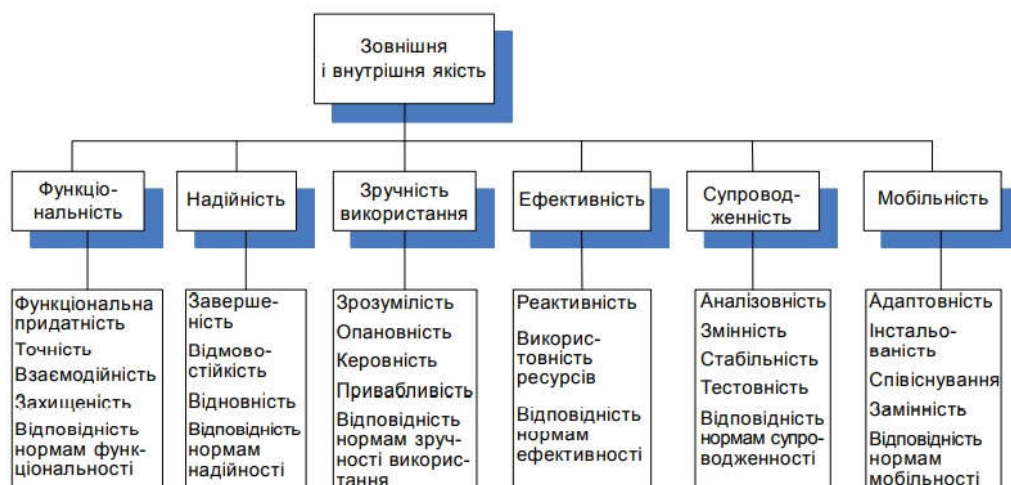 Зовнішня
і внутрішня якість
Функціо-
нальність
Надійність
Зручність
використання
Ефективність
Супровод-
женність
Мобільність
Функціональна
придатність
Точність
Взаємодійність
Захищеність
Відповідність
нормам функ-
ціональності
Заверше-
ність
Відмово-
стійкість
Відновність
Відповідність
нормам
надійності
Зрозумілість
Опановність
Керовність
Привабливість
Відповідність
нормам зруч-
ності викорис-
тання
Реактивність
Викорис-
товність
ресурсів
Відповідність
нормам
ефективності
Аналізовність
Змінність
Стабільність
Тестовність
Відповідність
нормам супро-
водженності
Адаптовність
Інстальо-
ваність
Співіснування
Замінність
Відповідність
нормам
мобільності